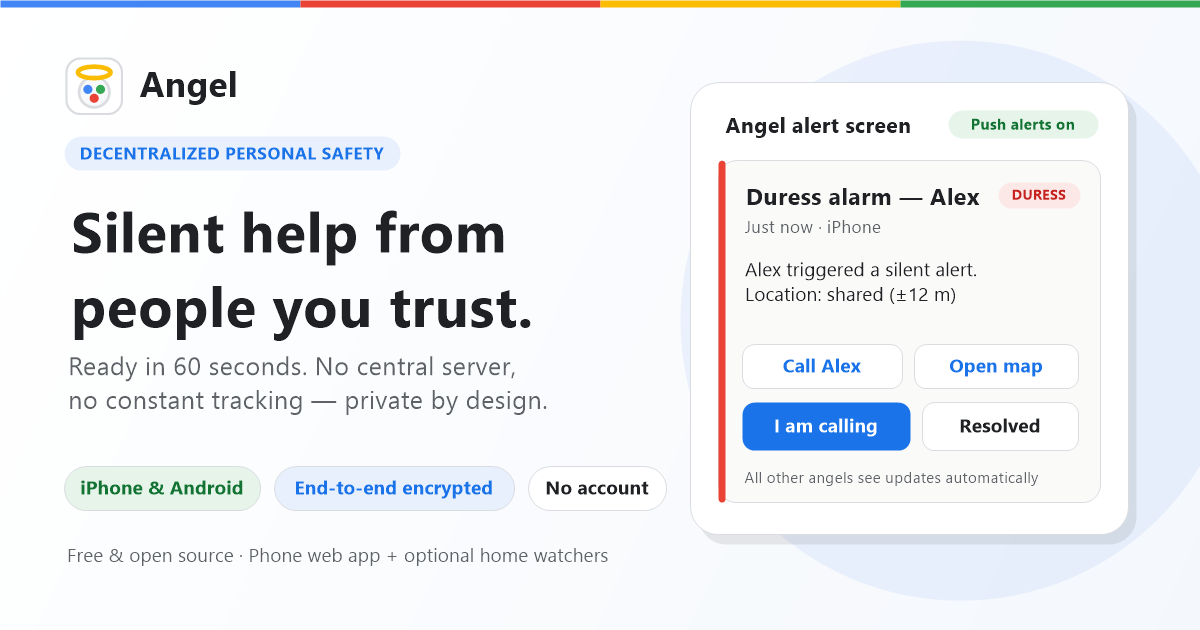 Angel
DECENTRALIZED PERSONAL SAFETY
Silent help from
people you trust.
Ready in 60 seconds. No central server,
no constant tracking — private by design.
iPhone & Android
End-to-end encrypted
No account
Free & open source · Phone web app + optional home watchers
Angel alert screen
Push alerts on
Duress alarm — Alex
DURESS
Just now · iPhone
Alex triggered a silent alert.
Location: shared (±12 m)
Call Alex
Open map
I am calling
Resolved
All other angels see updates automatically